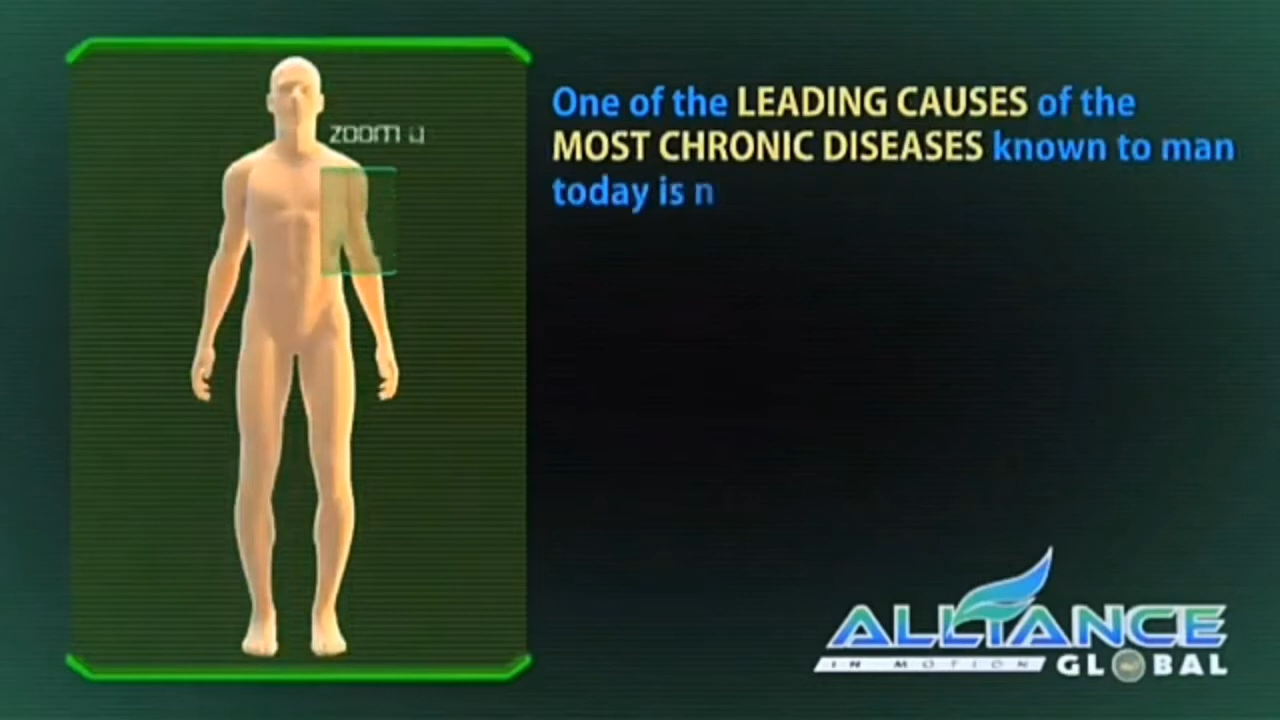 zoom u
One of the LEADING CAUSES of the
MOST CHRONIC DISEASES known to man
today is n
ALLIANCE
IN MOTION GLOBAL